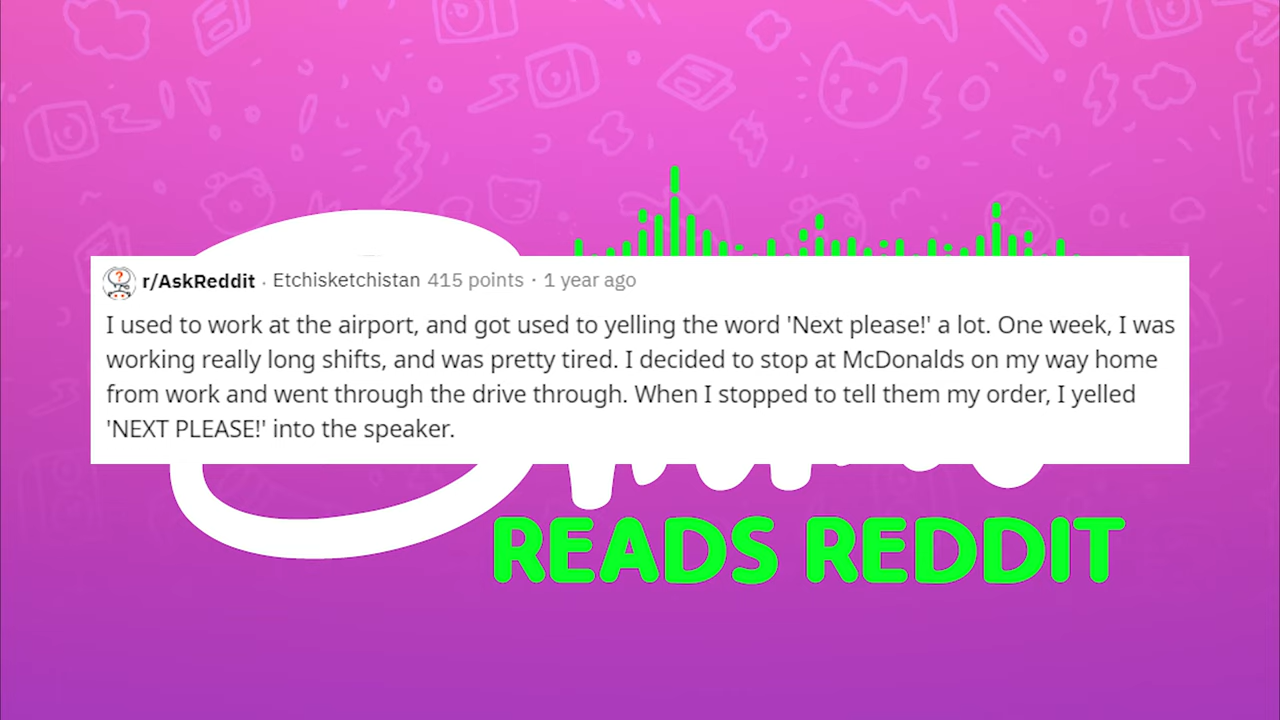 r/AskReddit · Etchisketchistan 415 points · 1 year ago
I used to work at the airport, and got used to yelling the word 'Next please!' a lot. One week, I was
working really long shifts, and was pretty tired. I decided to stop at McDonalds on my way home
from work and went through the drive through. When I stopped to tell them my order, I yelled
'NEXT PLEASE!' into the speaker.
READS REDDIT